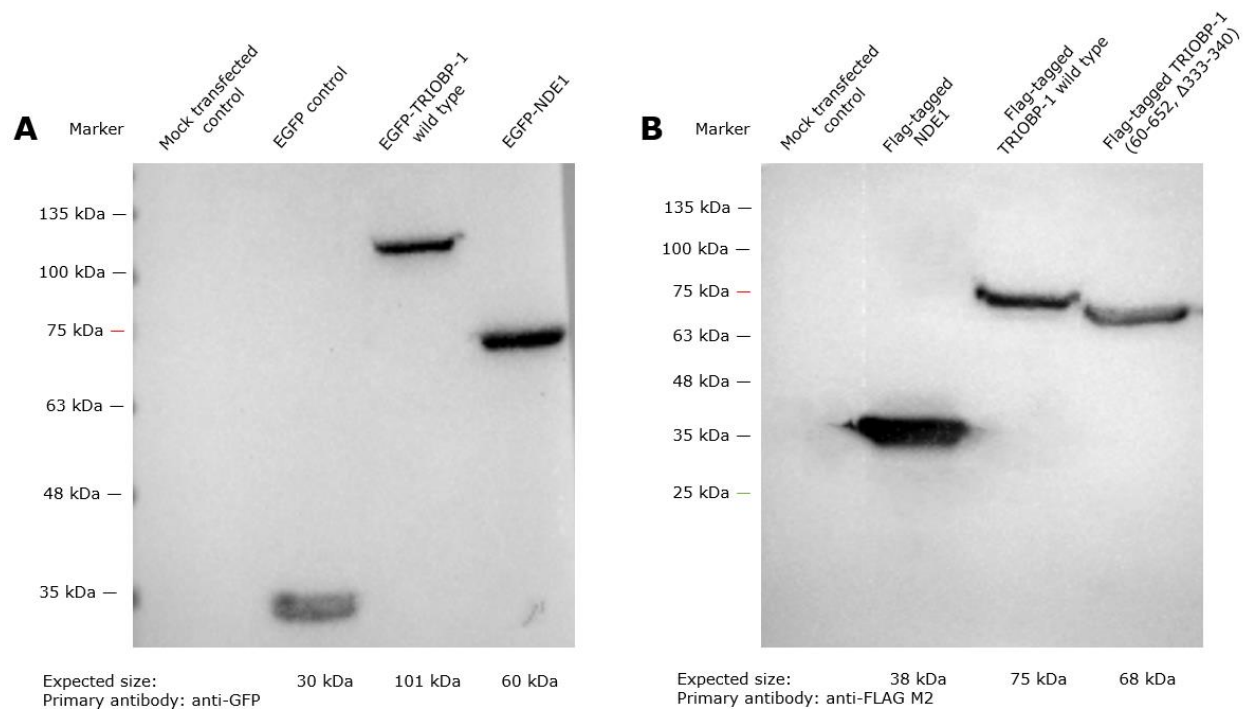 A
Marker
Mock transfected
control
EGFP control
EGFP-TRIOBP-1
wild type
EGFP-NDE1
135 kDa —
100 kDa —
75 kDa —
63 kDa —
48 kDa —
35 kDa —
Expected size: 30 kDa 101 kDa 60 kDa
Primary antibody: anti-GFP
B
Marker
Mock transfected
control
Flag-tagged
NDE1
Flag-tagged
TRIOBP-1 wild type
Flag-tagged TRIOBP-1
(60-652, Δ333-340)
135 kDa —
100 kDa —
75 kDa —
63 kDa —
48 kDa —
35 kDa —
25 kDa —
Expected size: 38 kDa 75 kDa 68 kDa
Primary antibody: anti-FLAG M2